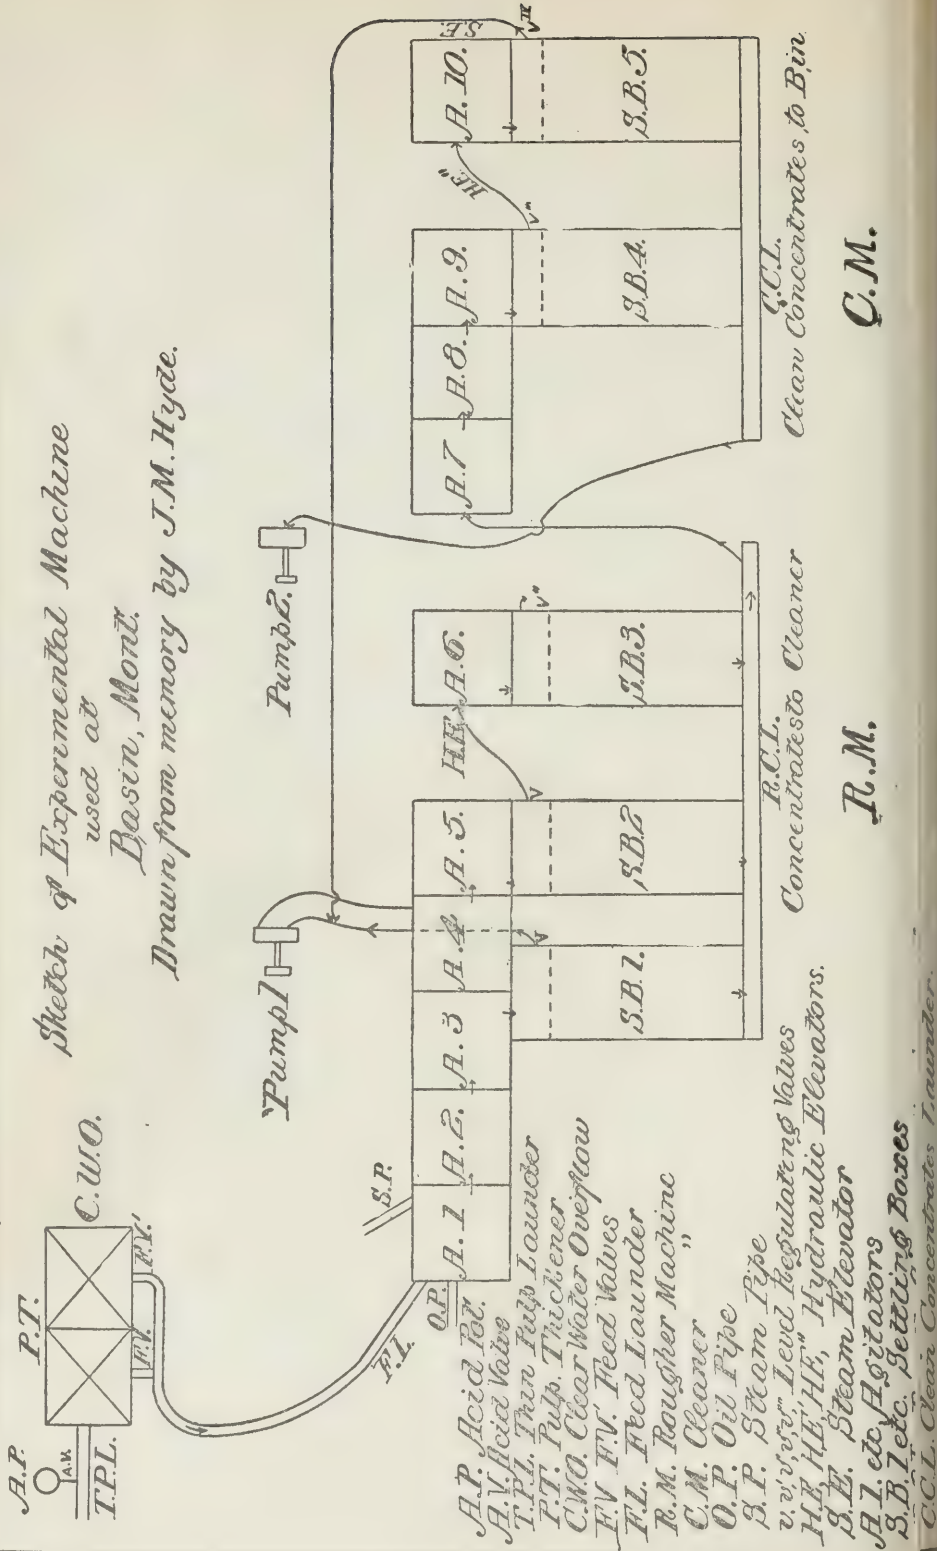 Sketch of Experimental Machine
used at
Basin, Mont.
Drawn from memory by J.M. Hyde.
A.P.
A.V.
T.P.L.
P.T.
C.W.O.
F.V.
F.V.'
F.L.
O.P.
S.P.
Pump 1
Pump 2.
A.1
A.2.
A.3
A.4
A.5.
HE
A.6.
A.7
A.8.
A.9.
HE"
A.10.
S.E.
V
V
V"
V"
S.B.1.
S.B.2
S.B.3
S.B.4.
S.B.5.
R.C.L.
Concentrates to Cleaner
C.C.L.
Clean Concentrates to Bin
R.M.
C.M.
A.P. Acid Pot.
A.V. Acid Valve
T.P.L. Thin Pulp Launder
P.T. Pulp Thickener
C.W.O. Clear Water Overflow
F.V F.V.' Feed Valves
F.L. Feed Launder
R.M. Rougher Machine
C.M. Cleaner "
O.P. Oil Pipe
S.P. Steam Pipe
v. v', v", v''' Level Regulating Valves
H.E, HE', HE", Hydraulic Elevators.
S.E. Steam Elevator
A 1. etc. Agitators
S.B. 1 etc. Settling Boxes
C.C.L. Clean Concentrates Launder.